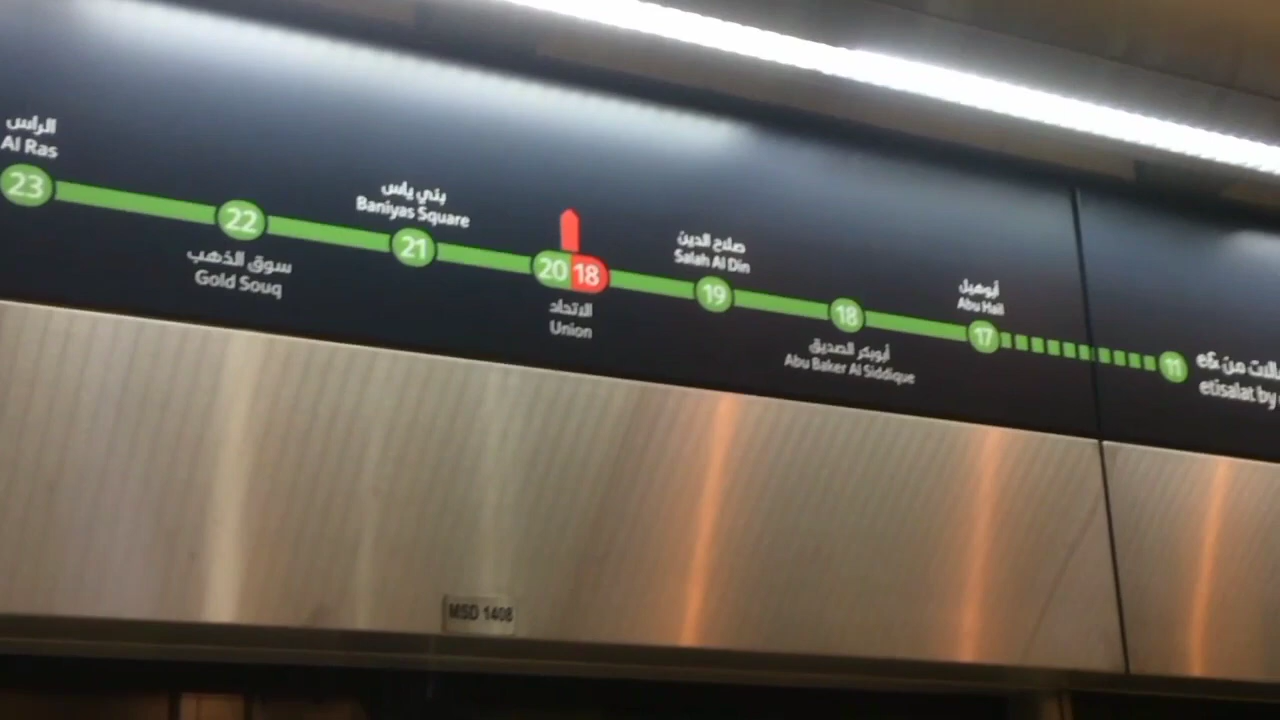 الراس
Al Ras
23
22
سوق الذهب
Gold Souq
بني ياس
Baniyas Square
21
20 18
الاتحاد
Union
صلاح الدين
Salah Al Din
19
18
أبوبكر الصديق
Abu Baker Al Siddique
أبوهيل
Abu Hail
17
11
من e&
etisalat by
MSD 1408